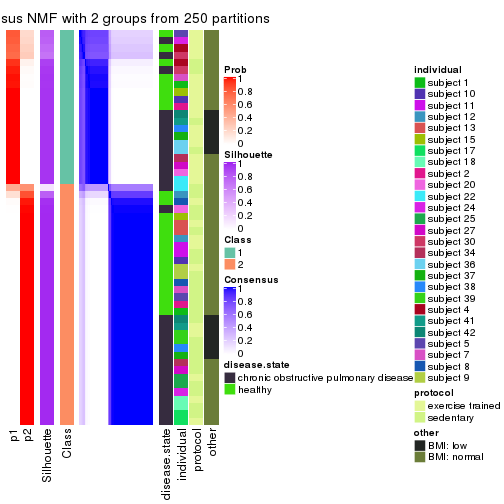 sus NMF with 2 groups from 250 partitions
p1
p2
Silhouette
Class
disease.state
individual
protocol
other
Prob
1
0.8
0.6
0.4
0.2
0
Silhouette
1
0.8
0.6
0.4
0.2
0
Class
1
2
Consensus
1
0.8
0.6
0.4
0.2
0
disease.state
chronic obstructive pulmonary disease
healthy
individual
subject 1
subject 10
subject 11
subject 12
subject 13
subject 15
subject 17
subject 18
subject 2
subject 20
subject 22
subject 24
subject 25
subject 27
subject 30
subject 34
subject 36
subject 37
subject 38
subject 39
subject 4
subject 41
subject 42
subject 5
subject 7
subject 8
subject 9
protocol
exercise trained
sedentary
other
BMI: low
BMI: normal